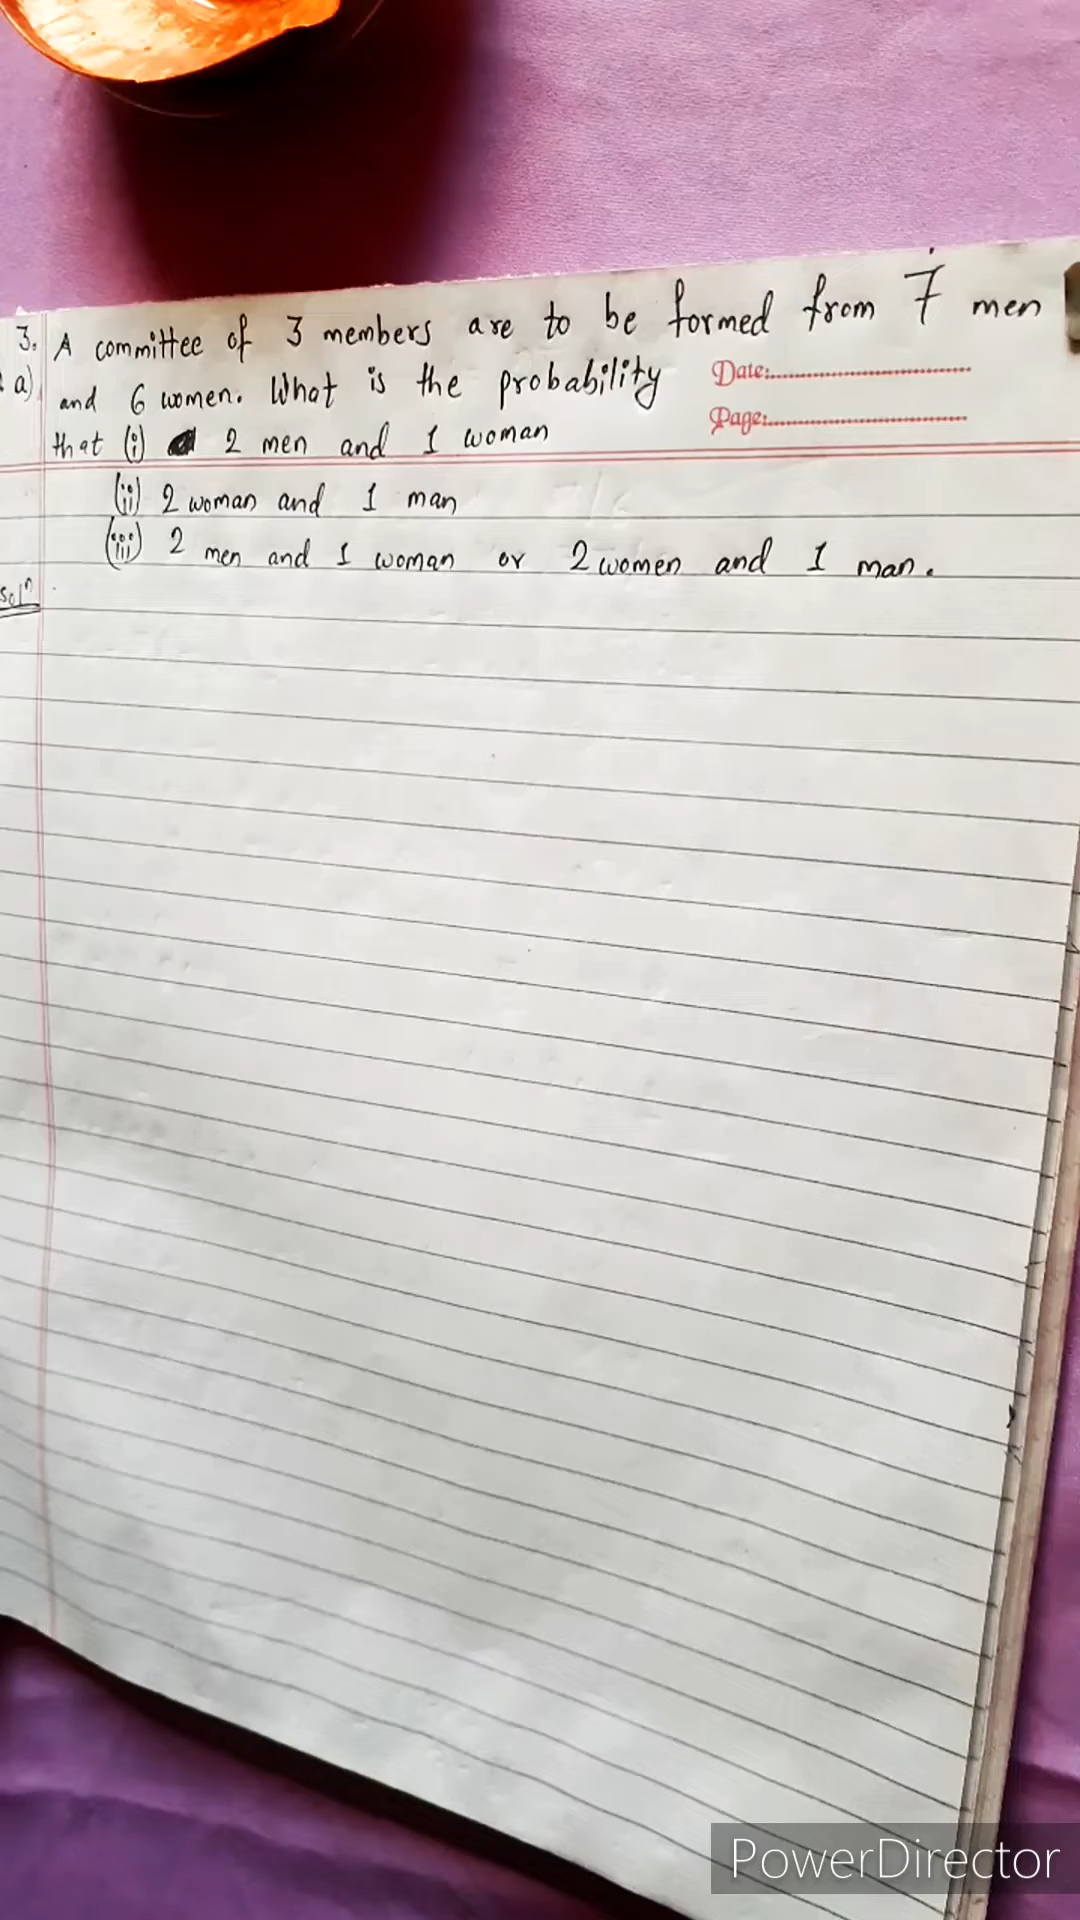 3. A committee of 3 members are to be formed from 7 men
a) and 6 women. What is the probability
Date:
that (i) 2 men and 1 woman
Page:
(ii) 2 woman and 1 man
(iii) 2 men and 1 woman or 2 women and 1 man.
Soln
PowerDirector